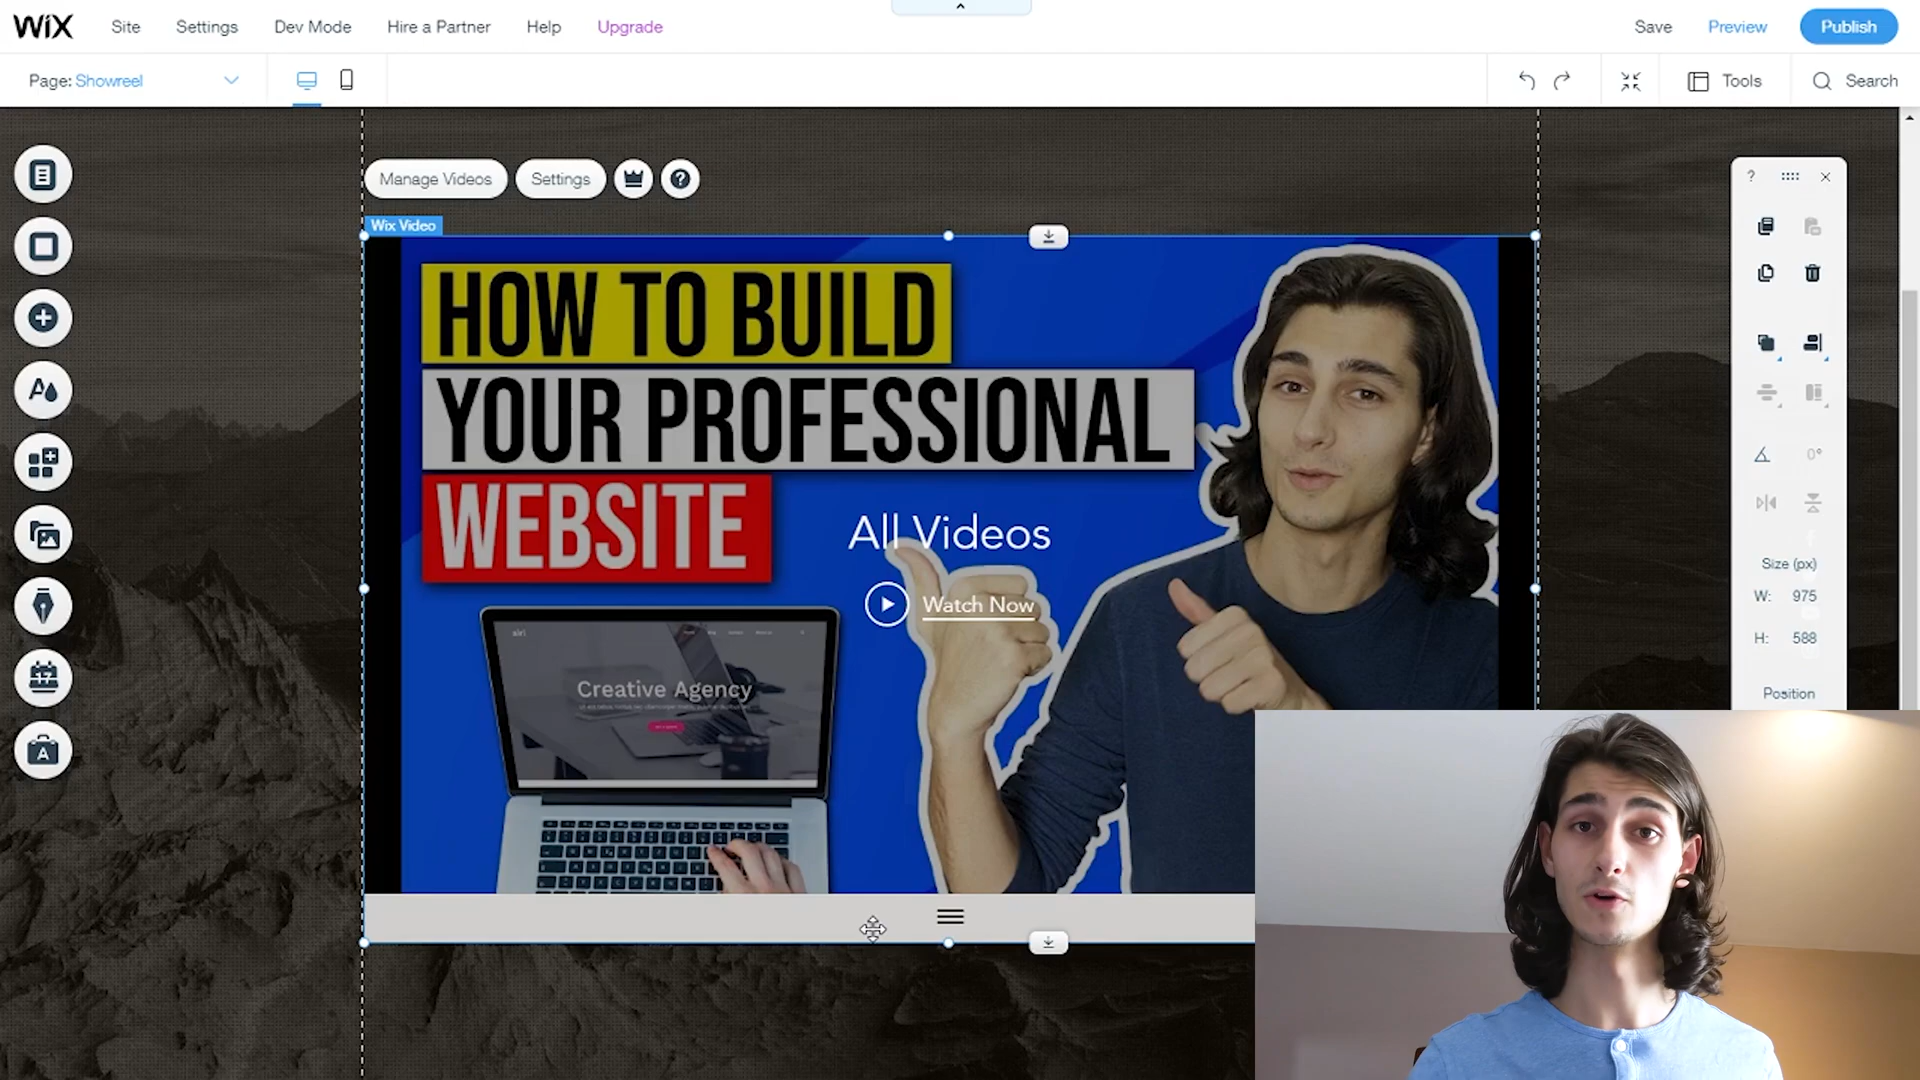 WiX
Site
Settings
Dev Mode
Hire a Partner
Help
Upgrade
Save
Preview
Publish
Page: Showreel
Tools
Search
Manage Videos
Settings
?
Wix Video
HOW TO BUILD
YOUR PROFESSIONAL
WEBSITE
All Videos
Watch Now
Creative Agency
?
0°
Size (px)
W: 975
H: 588
Position
17
A